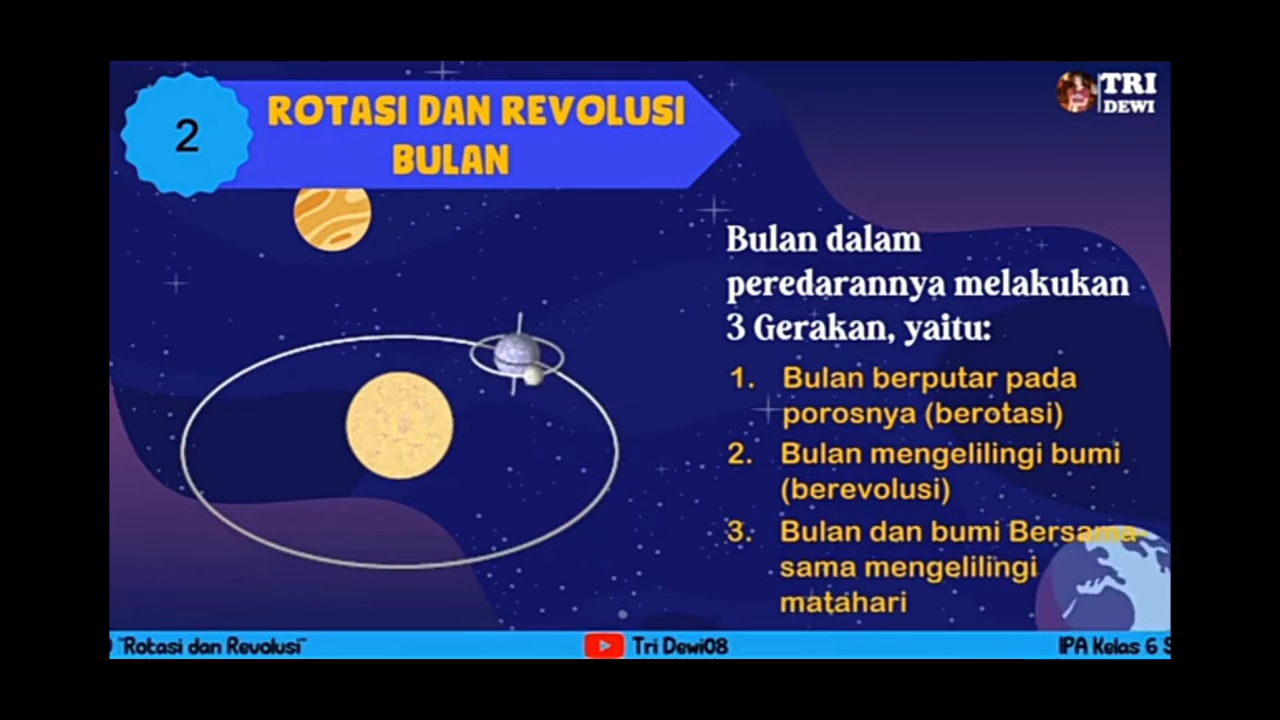 2
ROTASI DAN REVOLUSI
BULAN
TRI
DEWI
Bulan dalam
peredarannya melakukan
3 Gerakan, yaitu:
1. Bulan berputar pada
porosnya (berotasi)
2. Bulan mengelilingi bumi
(berevolusi)
3. Bulan dan bumi Bersama-
sama mengelilingi
matahari
"Rotasi dan Revolusi"
Tri Dewi08
IPA Kelas 6 S